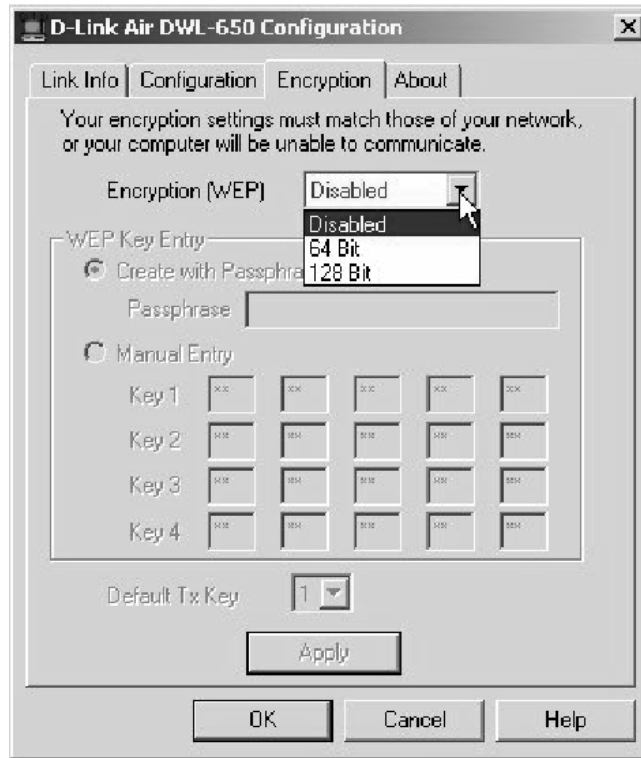 D-Link Air DWL-650 Configuration
Link Info Configuration Encryption About
Your encryption settings must match those of your network,
or your computer will be unable to communicate.
Encryption (WEP) Disabled
Disabled
64 Bit
128 Bit
WEP Key Entry
Create with Passphra
Passphrase
Manual Entry
Key 1 ** ** ** ** **
Key 2 ** ** ** ** **
Key 3 ** ** ** ** **
Key 4 ** ** ** ** **
Default Tx Key 1
Apply
OK Cancel Help